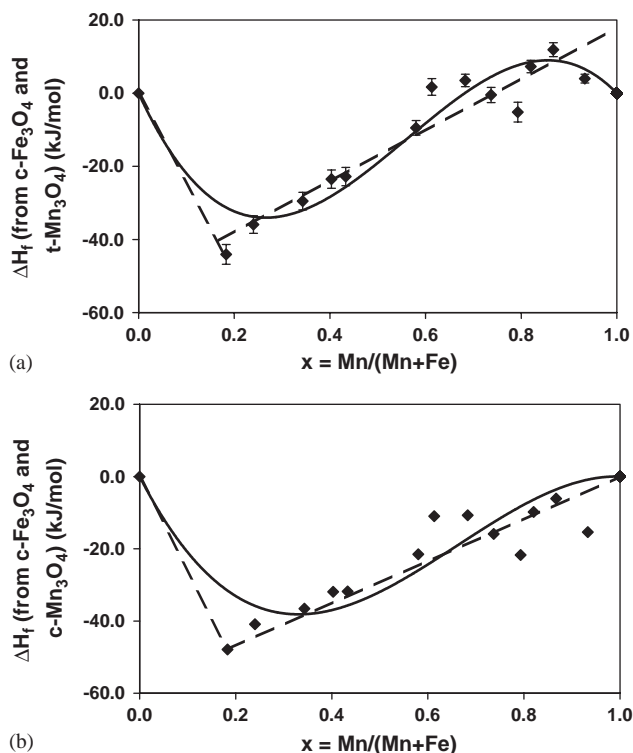 20.0
0.0
-20.0
-40.0
-60.0
ΔHf (from c-Fe3O4 and
t-Mn3O4) (kJ/mol)
0.0 0.2 0.4 0.6 0.8 1.0
(a) x = Mn/(Mn+Fe)
20.0
0.0
-20.0
-40.0
-60.0
ΔHf (from c-Fe3O4 and
c-Mn3O4) (kJ/mol)
0.0 0.2 0.4 0.6 0.8 1.0
(b) x = Mn/(Mn+Fe)